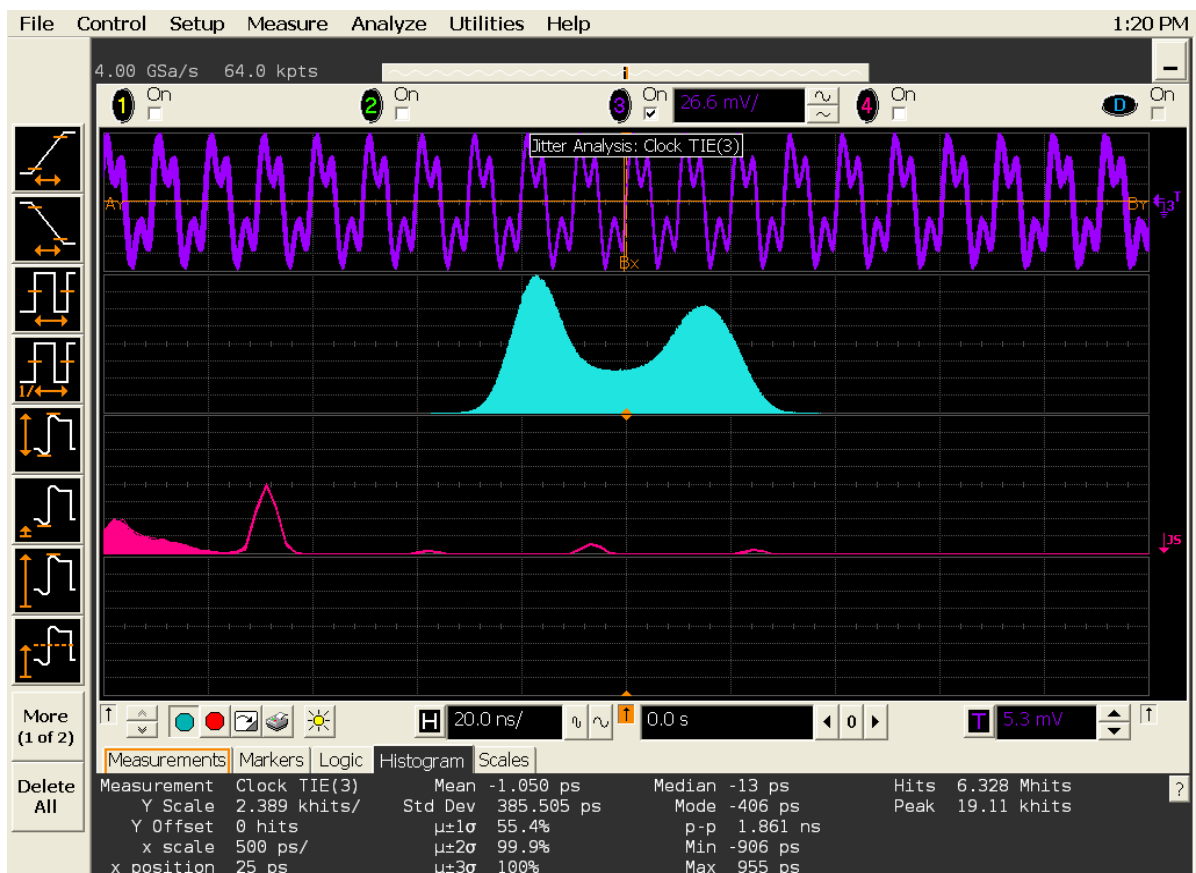 File Control Setup Measure Analyze Utilities Help 1:20 PM
4.00 GSa/s 64.0 kpts
1 On 2 On 3 On 26.6 mV/ 4 On D On
Jitter Analysis: Clock TIE(3)
AY BY 3 T
Bx
1/
JS
More
(1 of 2)
H 20.0 ns/ 0.0 s 0 T 5.3 mV
Delete
All
Measurements Markers Logic Histogram Scales
Measurement Clock TIE(3) Mean -1.050 ps Median -13 ps Hits 6.328 Mhits ?
Y Scale 2.389 khits/ Std Dev 385.505 ps Mode -406 ps Peak 19.11 khits
Y Offset 0 hits µ±1σ 55.4% p-p 1.861 ns
x scale 500 ps/ µ±2σ 99.9% Min -906 ps
x position 25 ps µ±3σ 100% Max 955 ps